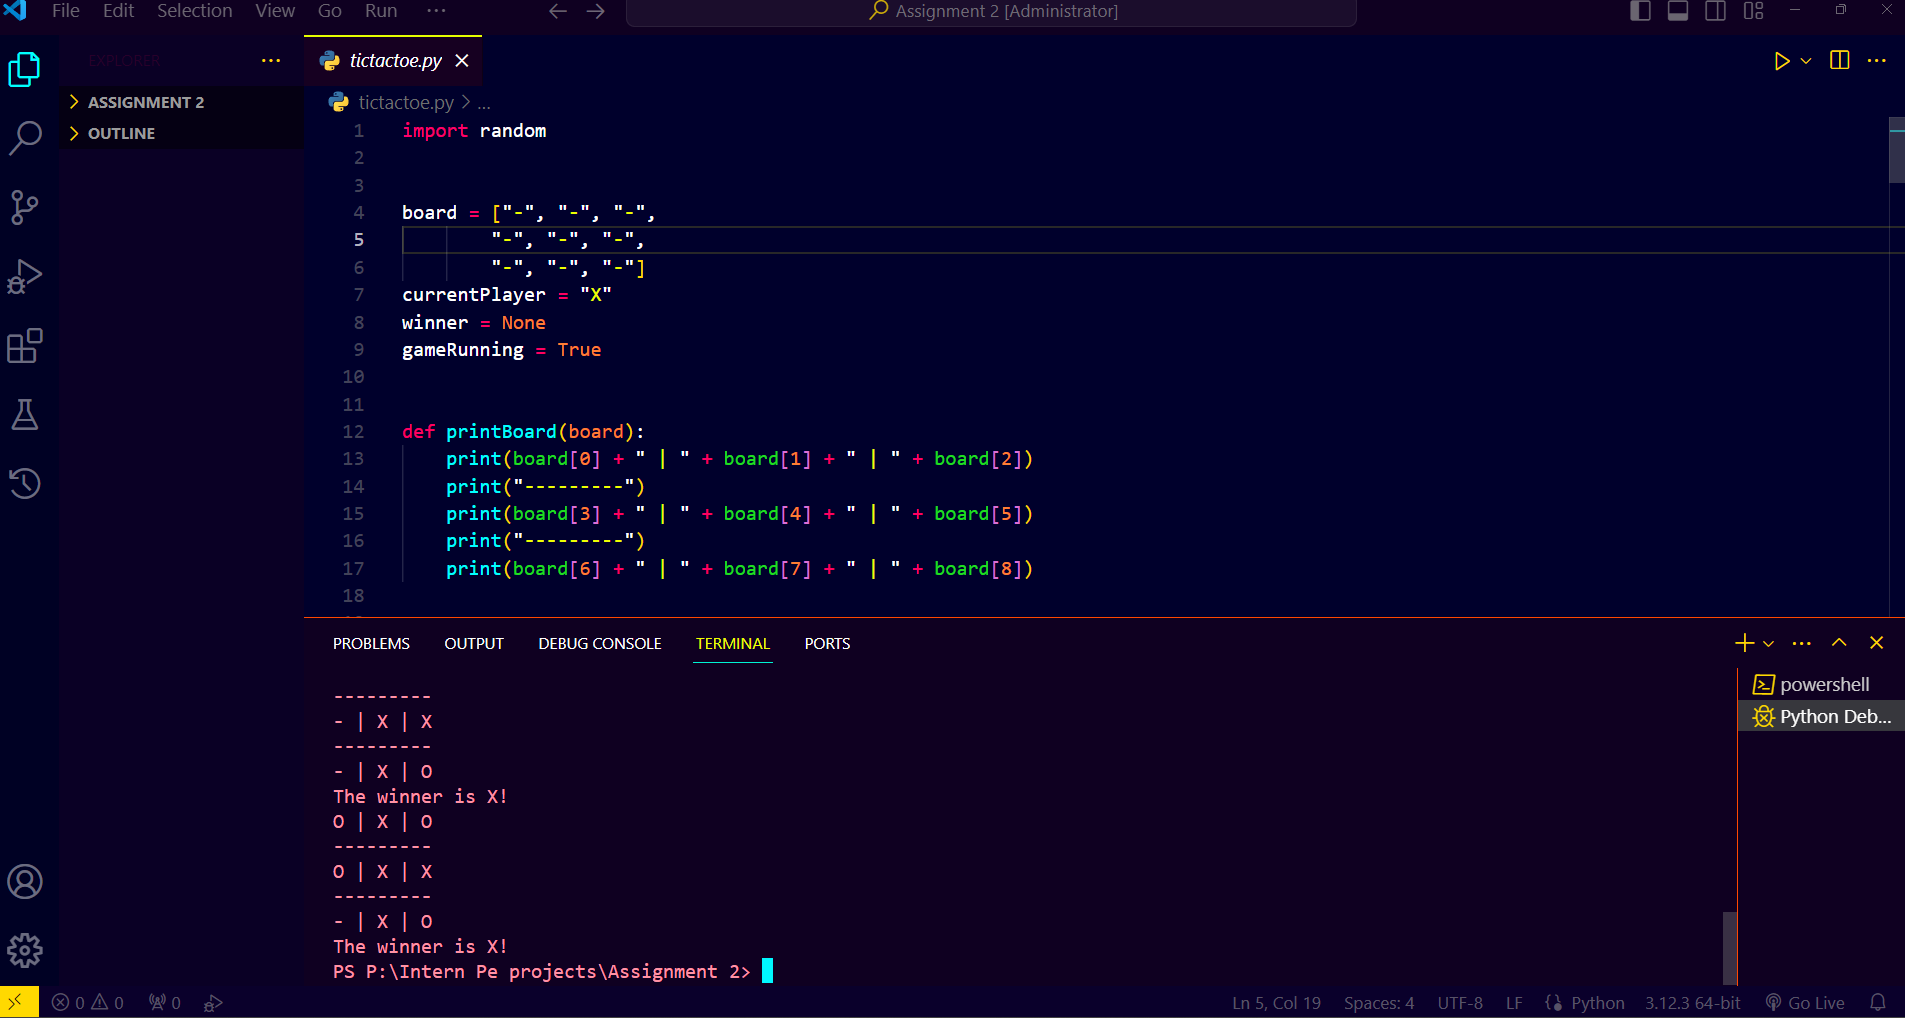 File Edit Selection View Go Run ··· Assignment 2 [Administrator]
EXPLORER ···
ASSIGNMENT 2
OUTLINE
tictactoe.py
tictactoe.py > ...
1 import random
2
3
4 board = ["-", "-", "-",
5         "-", "-", "-",
6         "-", "-", "-"]
7 currentPlayer = "X"
8 winner = None
9 gameRunning = True
10
11
12 def printBoard(board):
13     print(board[0] + " | " + board[1] + " | " + board[2])
14     print("---------")
15     print(board[3] + " | " + board[4] + " | " + board[5])
16     print("---------")
17     print(board[6] + " | " + board[7] + " | " + board[8])
18
PROBLEMS OUTPUT DEBUG CONSOLE TERMINAL PORTS
powershell
Python Deb...
---------
- | X | X
---------
- | X | O
The winner is X!
O | X | O
---------
O | X | X
---------
- | X | O
The winner is X!
PS P:\Intern Pe projects\Assignment 2>
0 0 0 Ln 5, Col 19 Spaces: 4 UTF-8 LF Python 3.12.3 64-bit Go Live